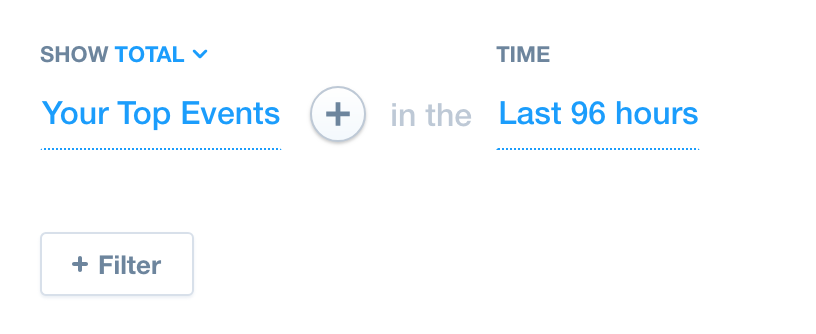 SHOW TOTAL
TIME
Your Top Events + in the Last 96 hours
+ Filter